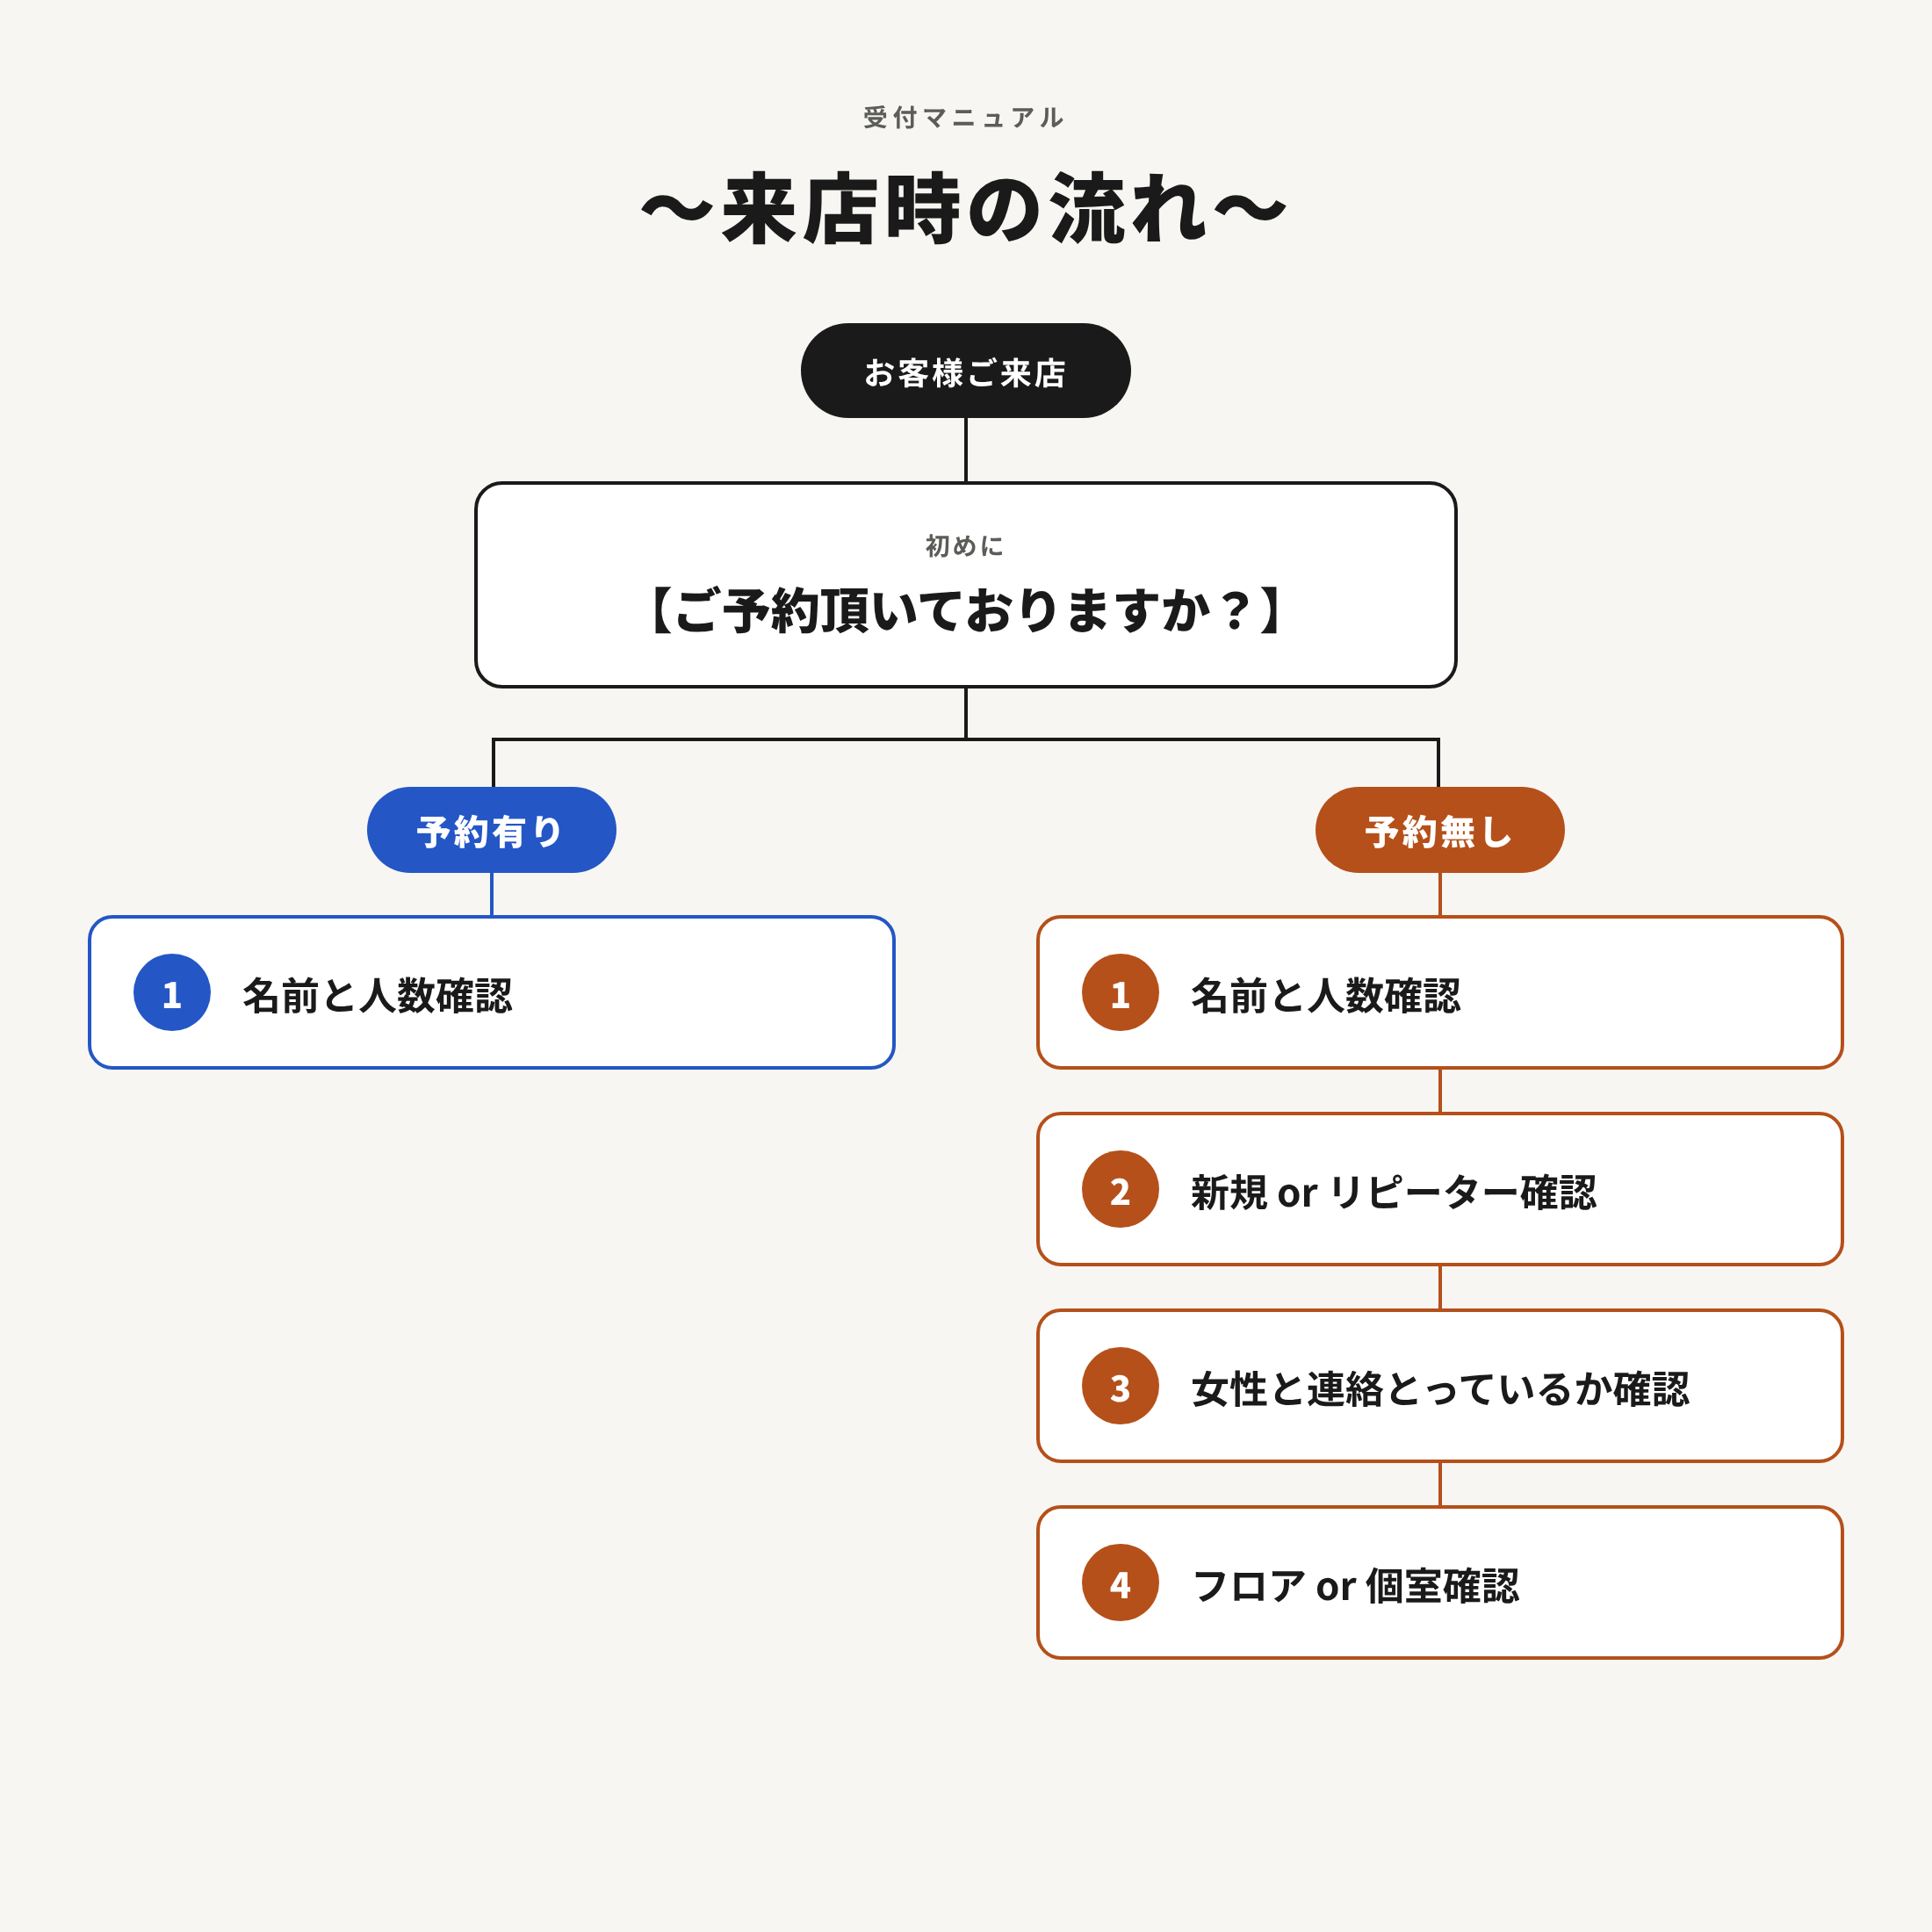 受付マニュアル
〜来店時の流れ〜
お客様ご来店
初めに
【ご予約頂いておりますか？】
予約有り
1 名前と人数確認
予約無し
1 名前と人数確認
2 新規 or リピーター確認
3 女性と連絡とっているか確認
4 フロア or 個室確認